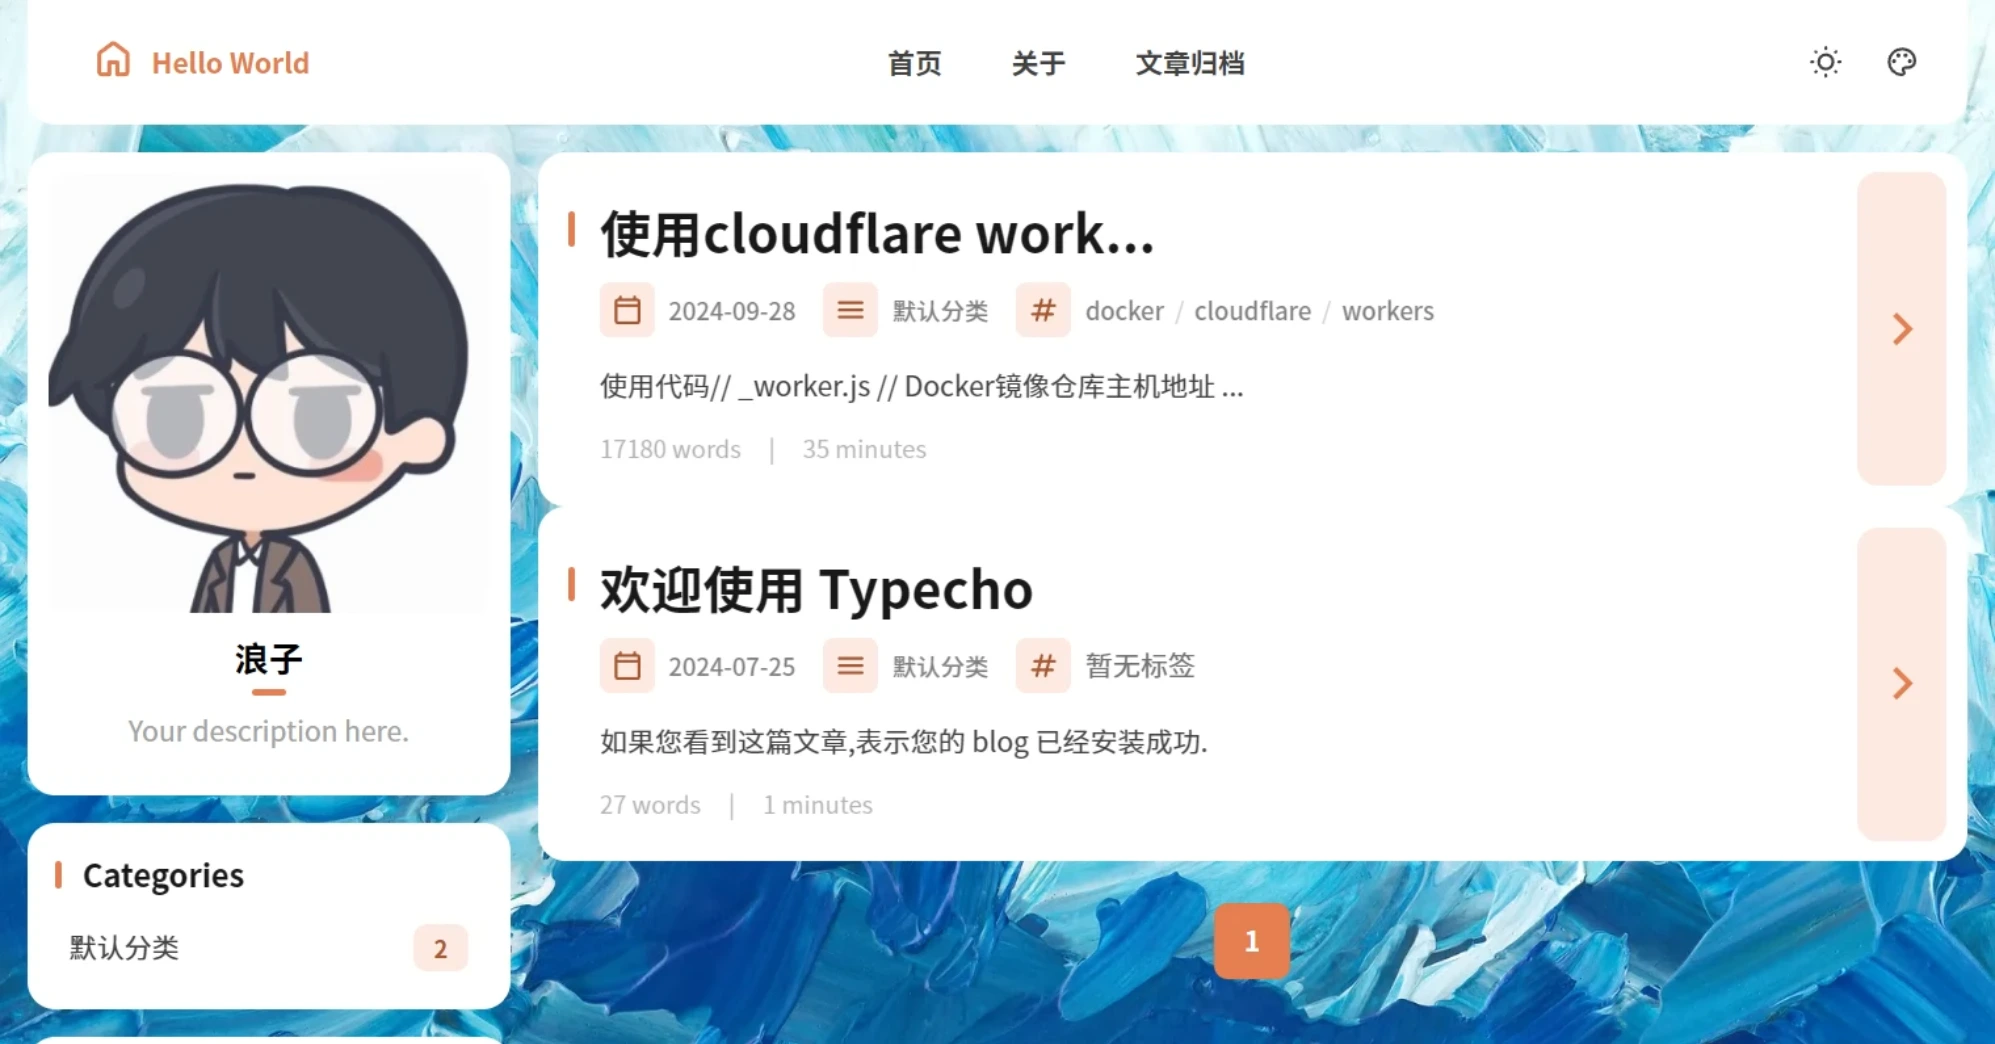 Hello World 首页 关于 文章归档
浪子
Your description here.
Categories
默认分类 2
使用cloudflare work...
2024-09-28 默认分类 # docker / cloudflare / workers
使用代码// _worker.js // Docker镜像仓库主机地址 ...
17180 words | 35 minutes
欢迎使用 Typecho
2024-07-25 默认分类 # 暂无标签
如果您看到这篇文章,表示您的 blog 已经安装成功.
27 words | 1 minutes
1